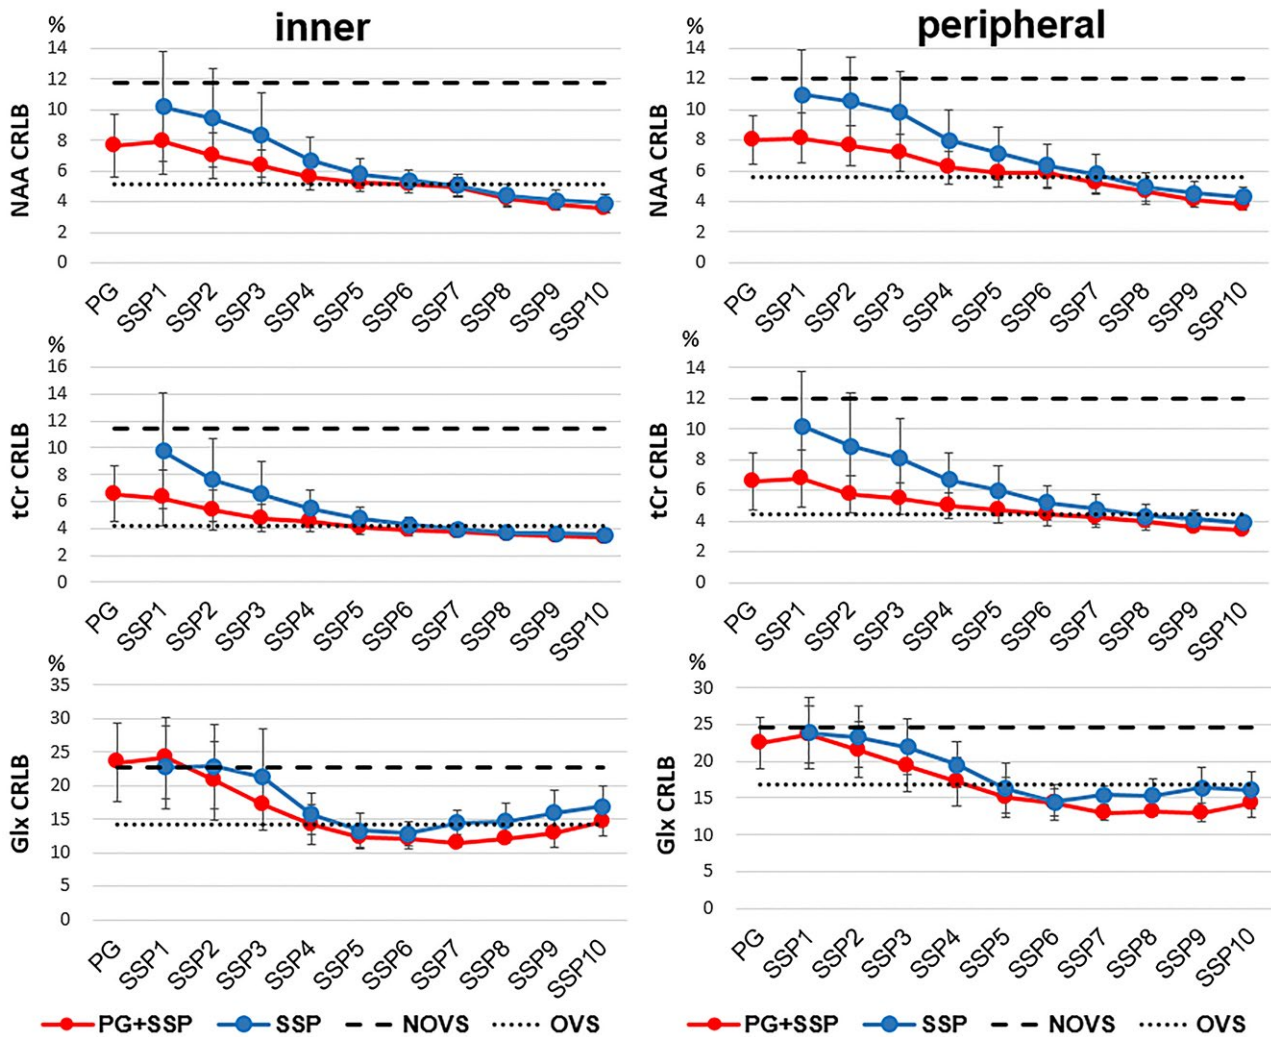 inner
peripheral
%
14
12
10
8
6
4
2
0
NAA CRLB
PG
SSP1
SSP2
SSP3
SSP4
SSP5
SSP6
SSP7
SSP8
SSP9
SSP10
%
14
12
10
8
6
4
2
0
NAA CRLB
PG
SSP1
SSP2
SSP3
SSP4
SSP5
SSP6
SSP7
SSP8
SSP9
SSP10
%
16
14
12
10
8
6
4
2
0
tCr CRLB
PG
SSP1
SSP2
SSP3
SSP4
SSP5
SSP6
SSP7
SSP8
SSP9
SSP10
%
14
12
10
8
6
4
2
0
tCr CRLB
PG
SSP1
SSP2
SSP3
SSP4
SSP5
SSP6
SSP7
SSP8
SSP9
SSP10
%
35
30
25
20
15
10
5
0
Glx CRLB
PG
SSP1
SSP2
SSP3
SSP4
SSP5
SSP6
SSP7
SSP8
SSP9
SSP10
%
30
25
20
15
10
5
0
Glx CRLB
PG
SSP1
SSP2
SSP3
SSP4
SSP5
SSP6
SSP7
SSP8
SSP9
SSP10
PG+SSP SSP NOVS OVS
PG+SSP SSP NOVS OVS